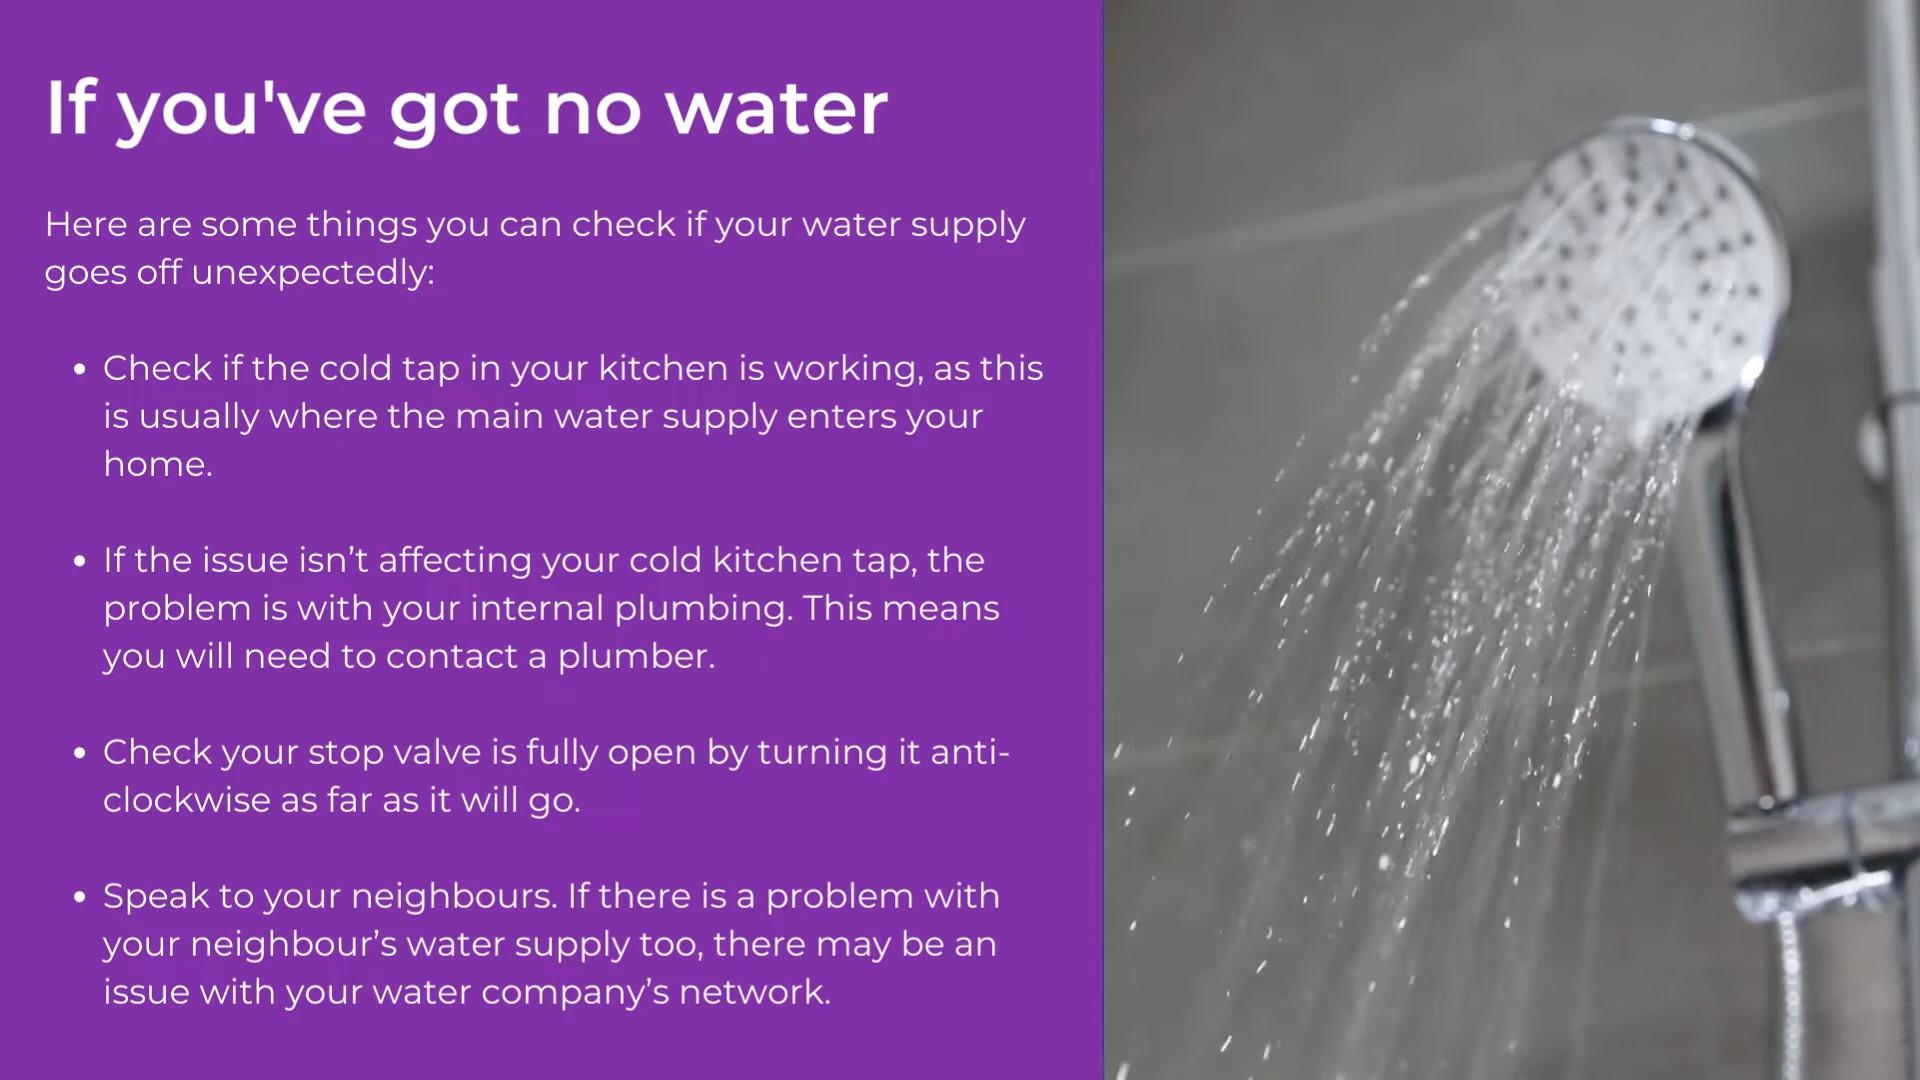 If you've got no water
Here are some things you can check if your water supply
goes off unexpectedly:
• Check if the cold tap in your kitchen is working, as this
is usually where the main water supply enters your
home.
• If the issue isn’t affecting your cold kitchen tap, the
problem is with your internal plumbing. This means
you will need to contact a plumber.
• Check your stop valve is fully open by turning it anti-
clockwise as far as it will go.
• Speak to your neighbours. If there is a problem with
your neighbour’s water supply too, there may be an
issue with your water company’s network.